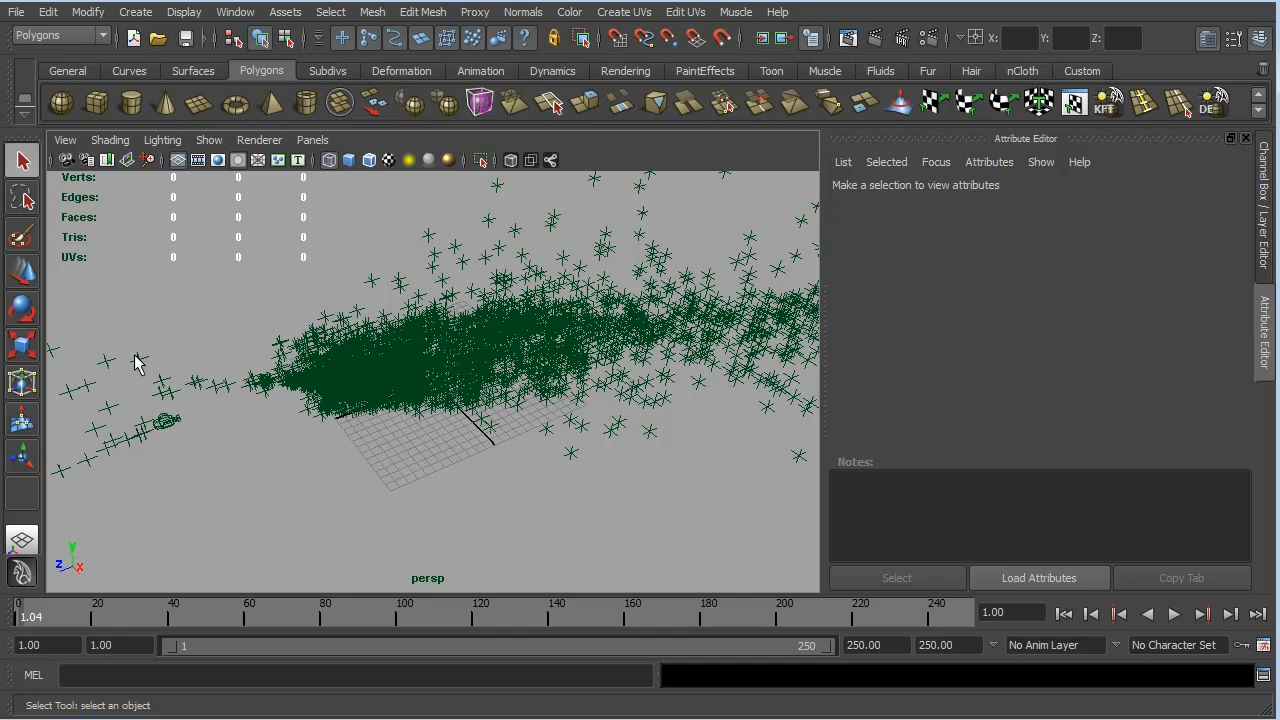 File Edit Modify Create Display Window Assets Select Mesh Edit Mesh Proxy Normals Color Create UVs Edit UVs Muscle Help
Polygons X: Y: Z:
General Curves Surfaces Polygons Subdivs Deformation Animation Dynamics Rendering PaintEffects Toon Muscle Fluids Fur Hair nCloth Custom
KFT DE
View Shading Lighting Show Renderer Panels
Verts: 0 0 0
Edges: 0 0 0
Faces: 0 0 0
Tris: 0 0 0
UVs: 0 0 0
y
z x
persp
Attribute Editor
List Selected Focus Attributes Show Help
Make a selection to view attributes
Notes:
Select Load Attributes Copy Tab
Channel Box / Layer Editor
Attribute Editor
0 20 40 60 80 100 120 140 160 180 200 220 240
1.04
1.00
1.00 1.00 1 250 250.00 250.00 No Anim Layer No Character Set
MEL
Select Tool: select an object